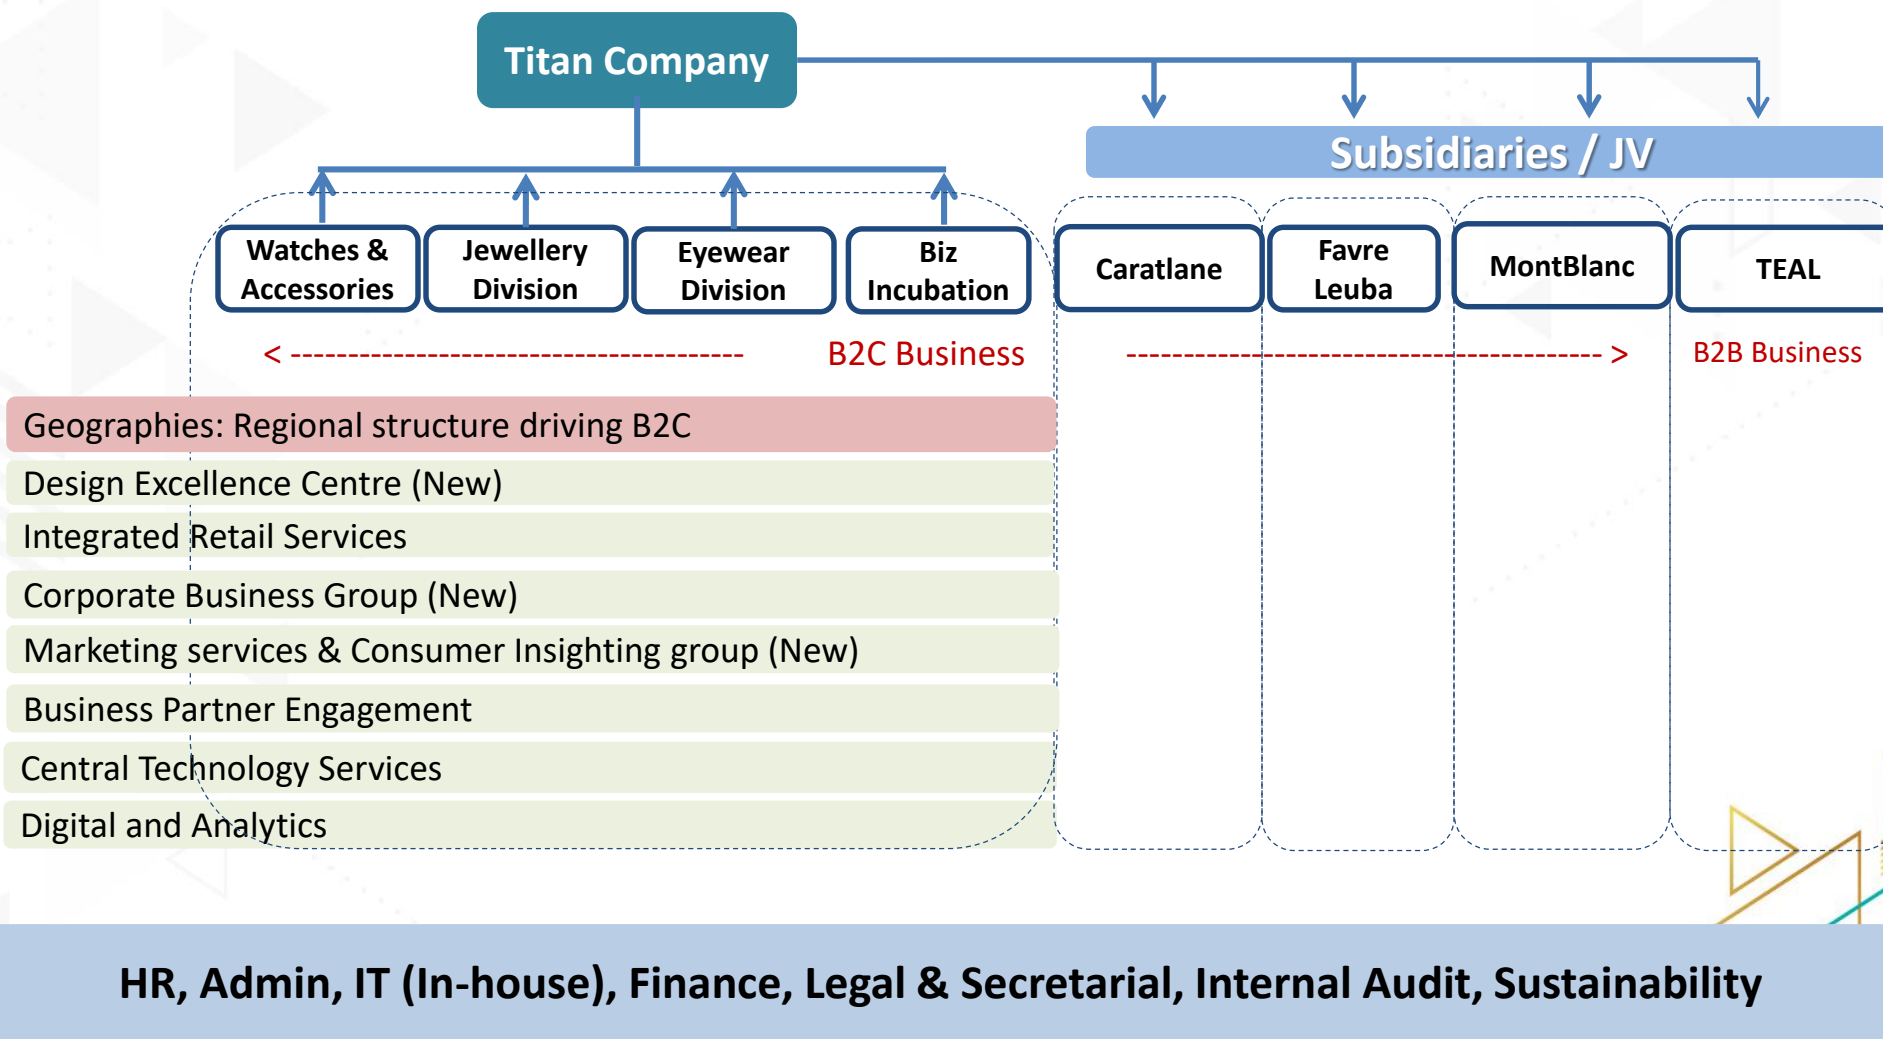 Titan Company
Subsidiaries / JV
Watches &
Accessories
Jewellery
Division
Eyewear
Division
Biz
Incubation
Caratlane
Favre
Leuba
MontBlanc
TEAL
< --------------------------------------- B2C Business ----------------------------------------- > B2B Business
Geographies: Regional structure driving B2C
Design Excellence Centre (New)
Integrated Retail Services
Corporate Business Group (New)
Marketing services & Consumer Insighting group (New)
Business Partner Engagement
Central Technology Services
Digital and Analytics
HR, Admin, IT (In-house), Finance, Legal & Secretarial, Internal Audit, Sustainability